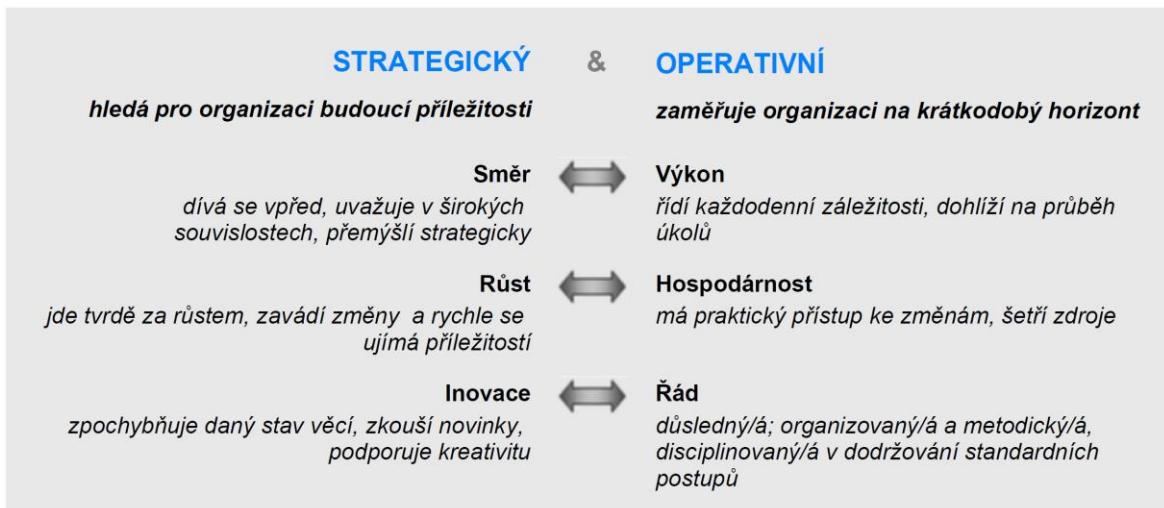 STRATEGICKÝ & OPERATIVNÍ
hledá pro organizaci budoucí příležitosti
zaměřuje organizaci na krátkodobý horizont
Směr
dívá se vpřed, uvažuje v širokých
souvislostech, přemýšlí strategicky
Výkon
řídí každodenní záležitosti, dohlíží na průběh
úkolů
Růst
jde tvrdě za růstem, zavádí změny a rychle se
ujímá příležitostí
Hospodárnost
má praktický přístup ke změnám, šetří zdroje
Inovace
zpochybňuje daný stav věcí, zkouší novinky,
podporuje kreativitu
Řád
důsledný/á; organizovaný/á a metodický/á,
disciplinovaný/á v dodržování standardních
postupů